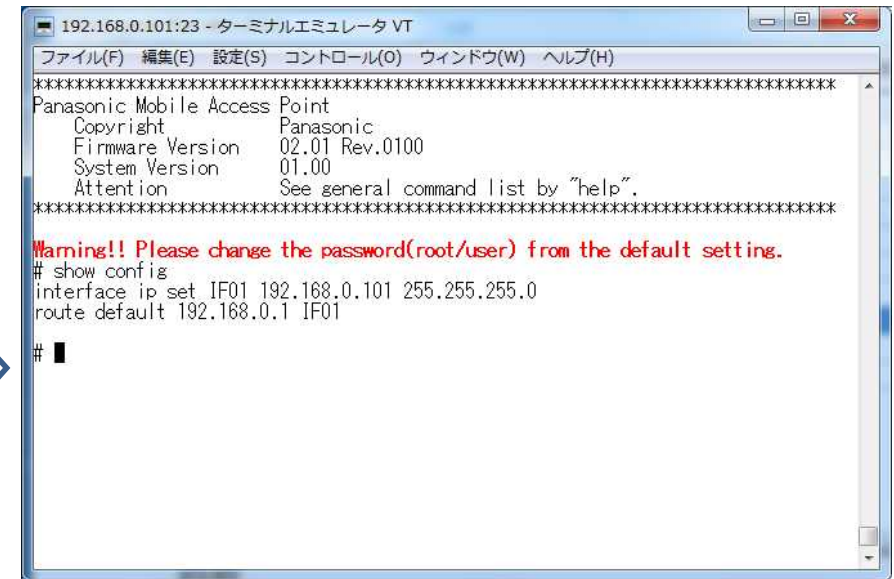 192.168.0.101:23 - ターミナルエミュレータ VT
ファイル(F) 編集(E) 設定(S) コントロール(O) ウィンドウ(W) ヘルプ(H)
********************************************************************************
Panasonic Mobile Access Point
Copyright Panasonic
Firmware Version 02.01 Rev.0100
System Version 01.00
Attention See general command list by "help".
********************************************************************************
Warning!! Please change the password(root/user) from the default setting.
# show config
interface ip set IF01 192.168.0.101 255.255.255.0
route default 192.168.0.1 IF01
#